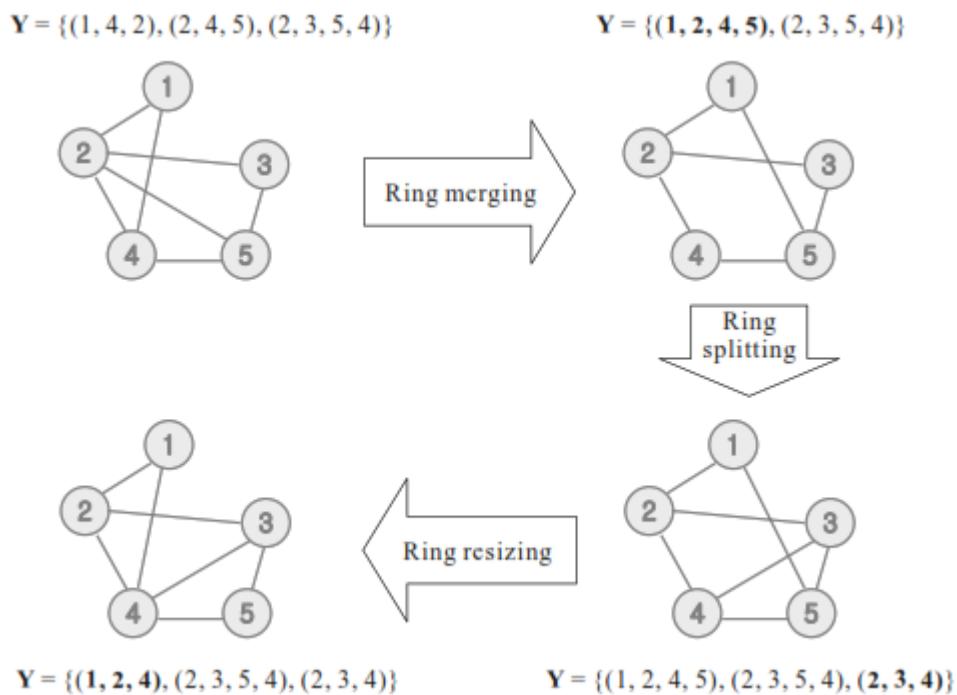 Y = {(1, 4, 2), (2, 4, 5), (2, 3, 5, 4)}
Y = {(1, 2, 4, 5), (2, 3, 5, 4)}
1
2
3
4
5
Ring merging
1
2
3
4
5
Ring
splitting
1
2
3
4
5
Ring resizing
1
2
3
4
5
Y = {(1, 2, 4), (2, 3, 5, 4), (2, 3, 4)}
Y = {(1, 2, 4, 5), (2, 3, 5, 4), (2, 3, 4)}